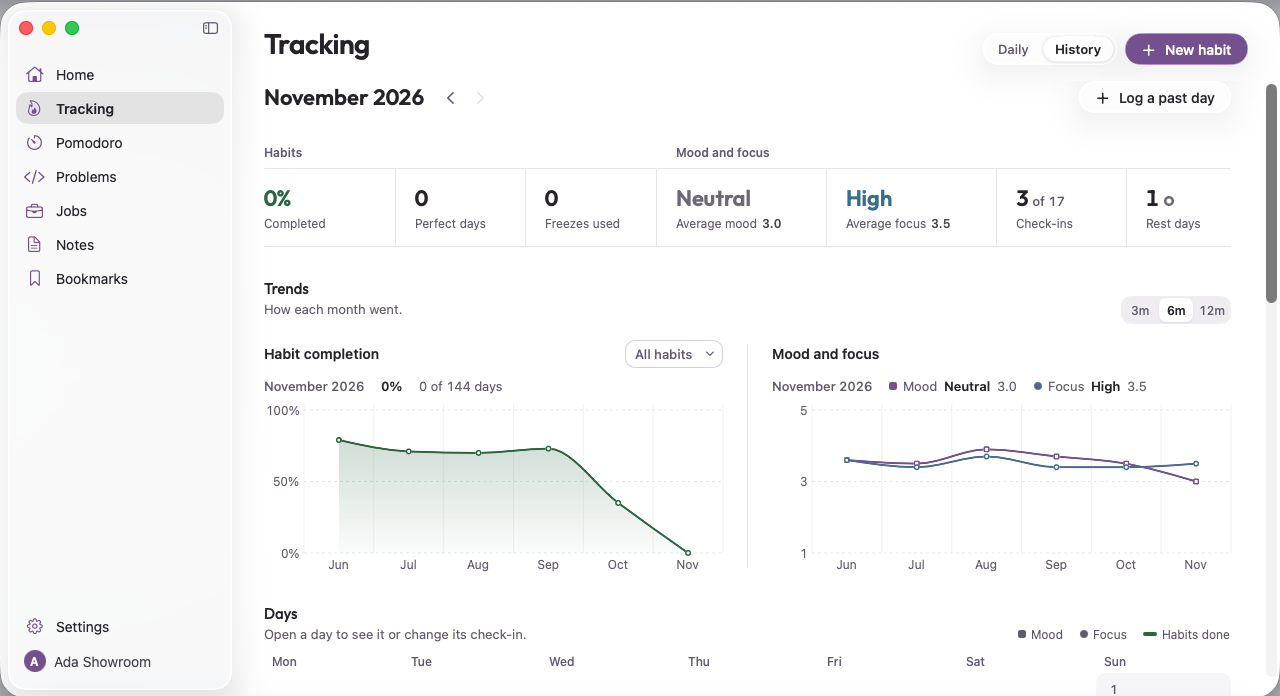 Home
Tracking
Pomodoro
Problems
Jobs
Notes
Bookmarks
Settings
A Ada Showroom
Tracking
Daily History + New habit
November 2026
+ Log a past day
Habits
0%
Completed
0
Perfect days
0
Freezes used
Mood and focus
Neutral
Average mood 3.0
High
Average focus 3.5
3 of 17
Check-ins
1
Rest days
Trends
How each month went.
3m 6m 12m
Habit completion
All habits
November 2026 0% 0 of 144 days
100%
50%
0%
Jun Jul Aug Sep Oct Nov
Mood and focus
November 2026 Mood Neutral 3.0 Focus High 3.5
5
3
1
Jun Jul Aug Sep Oct Nov
Days
Open a day to see it or change its check-in.
Mood Focus Habits done
Mon Tue Wed Thu Fri Sat Sun
1